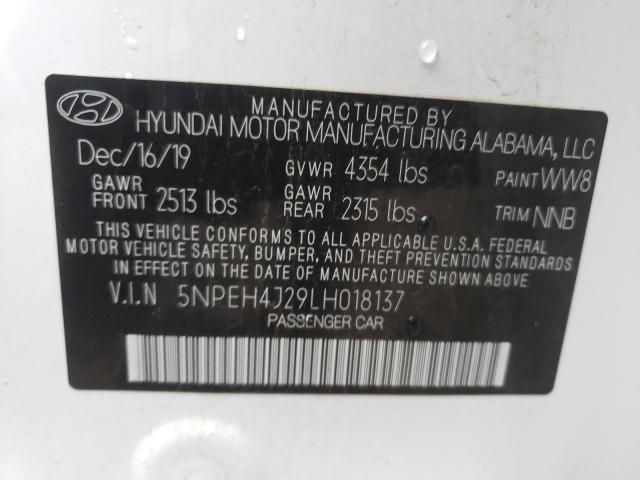 MANUFACTURED BY
HYUNDAI MOTOR MANUFACTURING ALABAMA, LLC
Dec/16/19 GVWR 4354 lbs PAINT WW8
GAWR FRONT 2513 lbs GAWR REAR 2315 lbs TRIM NNB
THIS VEHICLE CONFORMS TO ALL APPLICABLE U.S.A. FEDERAL
MOTOR VEHICLE SAFETY, BUMPER, AND THEFT PREVENTION STANDARDS
IN EFFECT ON THE DATE OF MANUFACTURE SHOWN ABOVE.
V.I.N 5NPEH4J29LH018137
PASSENGER CAR